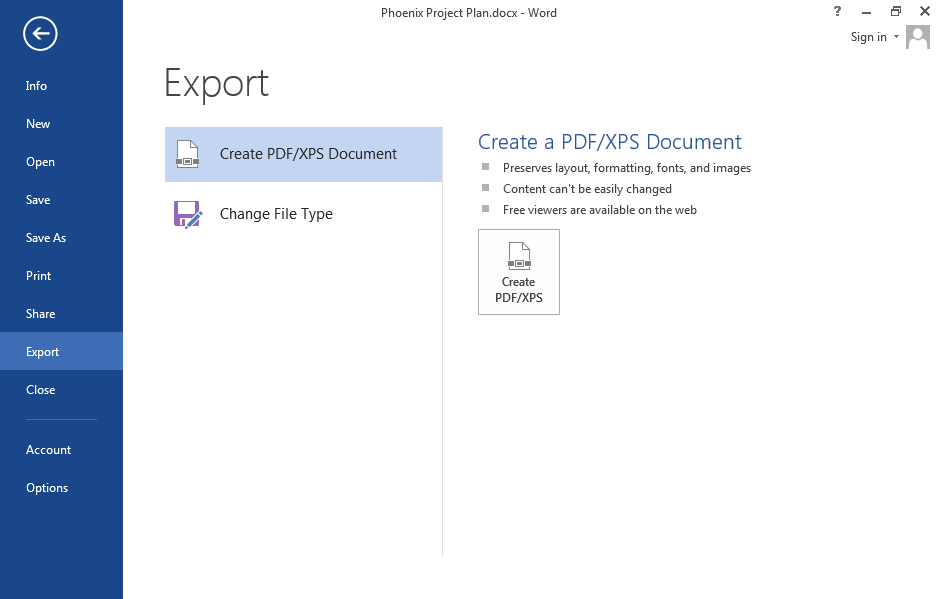 Phoenix Project Plan.docx - Word
?
Sign in
Info
New
Open
Save
Save As
Print
Share
Export
Close
Account
Options
Export
Create PDF/XPS Document
Change File Type
Create a PDF/XPS Document
Preserves layout, formatting, fonts, and images
Content can't be easily changed
Free viewers are available on the web
Create
PDF/XPS